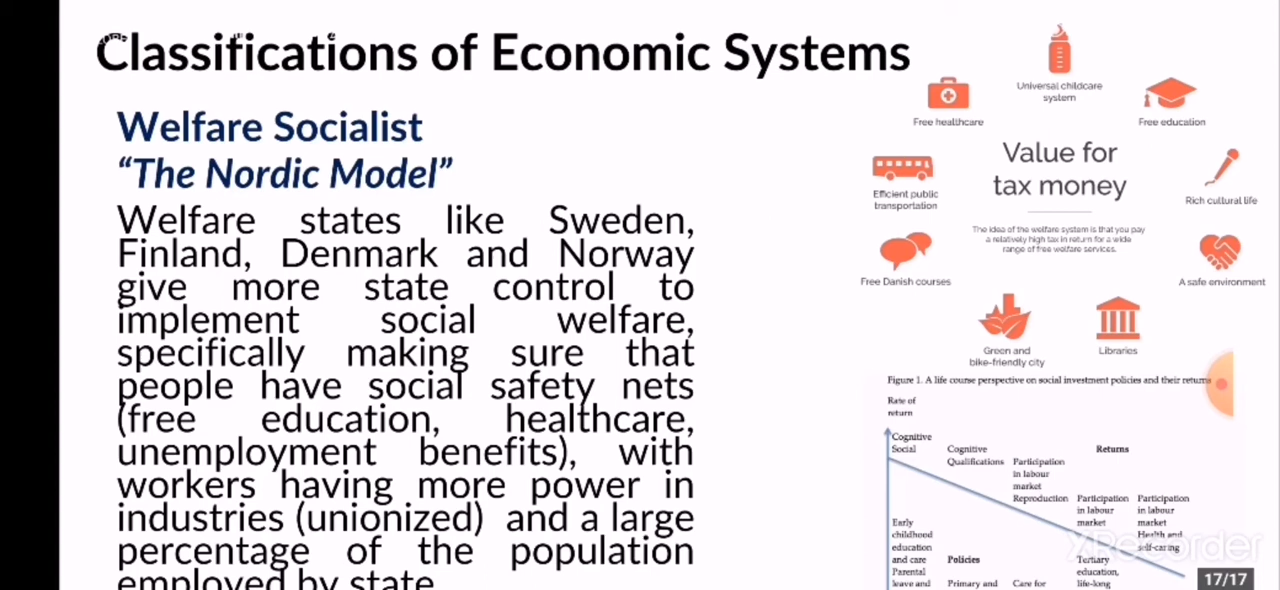 Classifications of Economic Systems
Welfare Socialist
“The Nordic Model”
Welfare states like Sweden,
Finland, Denmark and Norway
give more state control to
implement social welfare,
specifically making sure that
people have social safety nets
(free education, healthcare,
unemployment benefits), with
workers having more power in
industries (unionized) and a large
percentage of the population
employed by state
Universal childcare
system
Free healthcare
Free education
Value for
tax money
Efficient public
transportation
Rich cultural life
The idea of the welfare system is that you pay
a relatively high tax in return for a wide
range of free welfare services.
Free Danish courses
A safe environment
Green and
bike-friendly city
Libraries
Figure 1. A life course perspective on social investment policies and their returns
Rate of
return
Cognitive
Social
Cognitive
Qualifications
Participation
in labour
market
Reproduction
Returns
Participation
in labour
market
Participation
in labour
market
Health and
self-caring
Early
childhood
education
and care
Parental
leave and
Policies
Primary and
Care for
Tertiary
education,
life-long
XRecorder
17/17